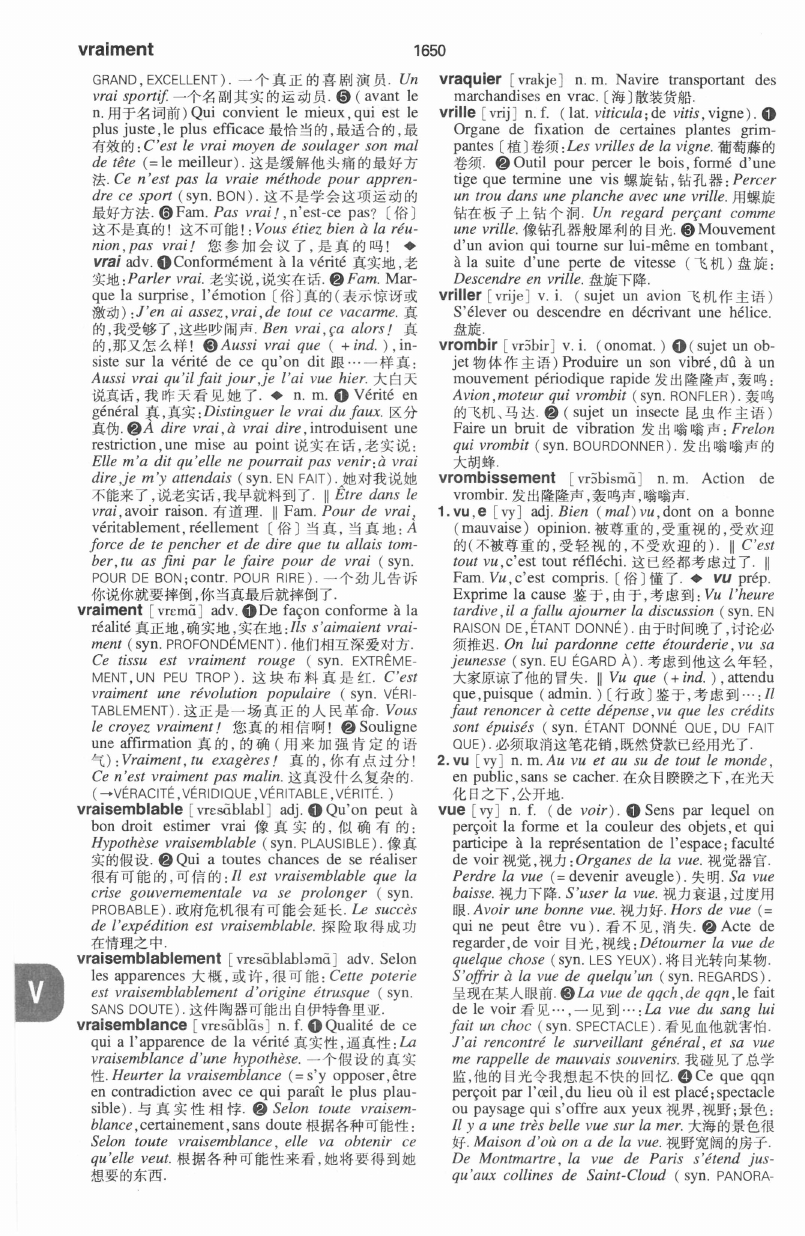 vraiment
1650
GRAND, EXCELLENT). 一个真正的喜剧演员. Un
vrai sportif. 一个名副其实的运动员. ❺ (avant le
n. 用于名词前) Qui convient le mieux, qui est le
plus juste, le plus efficace 最恰当的,最适合的,最
有效的: C'est le vrai moyen de soulager son mal
de tête (= le meilleur). 这是缓解他头痛的最好方
法. Ce n'est pas la vraie méthode pour appren-
dre ce sport (syn. BON). 这不是学会这项运动的
最好方法. ❻ Fam. Pas vrai!, n'est-ce pas? 〔俗〕
这不是真的! 这不可能!: Vous étiez bien à la réu-
nion, pas vrai! 您参加会议了,是真的吗! ◆
vrai adv. ❶ Conformément à la vérité 真实地,老
实地: Parler vrai. 老实说,说实在话. ❷ Fam. Mar-
que la surprise, l'émotion 〔俗〕真的(表示惊讶或
激动): J'en ai assez, vrai, de tout ce vacarme. 真
的,我受够了,这些吵闹声. Ben vrai, ça alors! 真
的,那又怎么样! ❸ Aussi vrai que (+ ind.), in-
siste sur la vérité de ce qu'on dit 跟…一样真:
Aussi vrai qu'il fait jour, je l'ai vue hier. 大白天
说真话,我昨天看见她了. ◆ n. m. ❶ Vérité en
général 真,真实: Distinguer le vrai du faux. 区分
真伪. ❷ À dire vrai, à vrai dire, introduisent une
restriction, une mise au point 说实在话,老实说:
Elle m'a dit qu'elle ne pourrait pas venir: à vrai
dire, je m'y attendais (syn. EN FAIT). 她对我说她
不能来了,说老实话,我早就料到了. ‖ Être dans le
vrai, avoir raison. 有道理. ‖ Fam. Pour de vrai,
véritablement, réellement 〔俗〕当真,当真地: À
force de te pencher et de dire que tu allais tom-
ber, tu as fini par le faire pour de vrai (syn.
POUR DE BON; contr. POUR RIRE). 一个劲儿告诉
你说你就要摔倒,你当真最后就摔倒了.
vraiment [vrɛmɑ̃] adv. ❶ De façon conforme à la
réalité 真正地,确实地,实在地: Ils s'aimaient vrai-
ment (syn. PROFONDÉMENT). 他们相互深爱对方.
Ce tissu est vraiment rouge (syn. EXTRÊME-
MENT, UN PEU TROP). 这块布料真是红. C'est
vraiment une révolution populaire (syn. VÉRI-
TABLEMENT). 这正是一场真正的人民革命. Vous
le croyez vraiment! 您真的相信啊! ❷ Souligne
une affirmation 真的,的确(用来加强肯定的语
气): Vraiment, tu exagères! 真的,你有点过分!
Ce n'est vraiment pas malin. 这真没什么复杂的.
(→VÉRACITÉ, VÉRIDIQUE, VÉRITABLE, VÉRITÉ.)
vraisemblable [vrɛsɑ̃blabl] adj. ❶ Qu'on peut à
bon droit estimer vrai 像真实的,似确有的:
Hypothèse vraisemblable (syn. PLAUSIBLE). 像真
实的假设. ❷ Qui a toutes chances de se réaliser
很有可能的,可信的: Il est vraisemblable que la
crise gouvernementale va se prolonger (syn.
PROBABLE). 政府危机很有可能会延长. Le succès
de l'expédition est vraisemblable. 探险取得成功
在情理之中.
vraisemblablement [vrɛsɑ̃blabləmɑ̃] adv. Selon
les apparences 大概,或许,很可能: Cette poterie
est vraisemblablement d'origine étrusque (syn.
SANS DOUTE). 这件陶器可能出自伊特鲁里亚.
vraisemblance [vrɛsɑ̃blɑ̃s] n. f. ❶ Qualité de ce
qui a l'apparence de la vérité 真实性,逼真性: La
vraisemblance d'une hypothèse. 一个假设的真实
性. Heurter la vraisemblance (= s'y opposer, être
en contradiction avec ce qui paraît le plus plau-
sible). 与真实性相悖. ❷ Selon toute vraisem-
blance, certainement, sans doute 根据各种可能性:
Selon toute vraisemblance, elle va obtenir ce
qu'elle veut. 根据各种可能性来看,她将要得到她
想要的东西.
V
vraquier [vrakje] n. m. Navire transportant des
marchandises en vrac. 〔海〕散装货船.
vrille [vrij] n. f. (lat. viticula; de vitis, vigne). ❶
Organe de fixation de certaines plantes grim-
pantes 〔植〕卷须: Les vrilles de la vigne. 葡萄藤的
卷须. ❷ Outil pour percer le bois, formé d'une
tige que termine une vis 螺旋钻,钻孔器: Percer
un trou dans une planche avec une vrille. 用螺旋
钻在板子上钻个洞. Un regard perçant comme
une vrille. 像钻孔器般犀利的目光. ❸ Mouvement
d'un avion qui tourne sur lui-même en tombant,
à la suite d'une perte de vitesse (飞机)盘旋:
Descendre en vrille. 盘旋下降.
vriller [vrije] v. i. (sujet un avion 飞机作主语)
S'élever ou descendre en décrivant une hélice.
盘旋.
vrombir [vrɔ̃bir] v. i. (onomat.) ❶ (sujet un ob-
jet 物体作主语) Produire un son vibré, dû à un
mouvement périodique rapide 发出隆隆声,轰鸣:
Avion, moteur qui vrombit (syn. RONFLER). 轰鸣
的飞机、马达. ❷ (sujet un insecte 昆虫作主语)
Faire un bruit de vibration 发出嗡嗡声: Frelon
qui vrombit (syn. BOURDONNER). 发出嗡嗡声的
大胡蜂.
vrombissement [vrɔ̃bismɑ̃] n. m. Action de
vrombir. 发出隆隆声,轰鸣声,嗡嗡声.
1. vu, e [vy] adj. Bien (mal) vu, dont on a bonne
(mauvaise) opinion. 被尊重的,受重视的,受欢迎
的(不被尊重的,受轻视的,不受欢迎的). ‖ C'est
tout vu, c'est tout réfléchi. 这已经都考虑过了. ‖
Fam. Vu, c'est compris. 〔俗〕懂了. ◆ vu prép.
Exprime la cause 鉴于,由于,考虑到: Vu l'heure
tardive, il a fallu ajourner la discussion (syn. EN
RAISON DE, ÉTANT DONNÉ). 由于时间晚了,讨论必
须推迟. On lui pardonne cette étourderie, vu sa
jeunesse (syn. EU ÉGARD À). 考虑到他这么年轻,
大家原谅了他的冒失. ‖ Vu que (+ ind.), attendu
que, puisque (admin.) 〔行政〕鉴于,考虑到…: Il
faut renoncer à cette dépense, vu que les crédits
sont épuisés (syn. ÉTANT DONNÉ QUE, DU FAIT
QUE). 必须取消这笔花销,既然贷款已经用光了.
2. vu [vy] n. m. Au vu et au su de tout le monde,
en public, sans se cacher. 在众目睽睽之下,在光天
化日之下,公开地.
vue [vy] n. f. (de voir). ❶ Sens par lequel on
perçoit la forme et la couleur des objets, et qui
participe à la représentation de l'espace; faculté
de voir 视觉,视力: Organes de la vue. 视觉器官.
Perdre la vue (= devenir aveugle). 失明. Sa vue
baisse. 视力下降. S'user la vue. 视力衰退,过度用
眼. Avoir une bonne vue. 视力好. Hors de vue (=
qui ne peut être vu). 看不见,消失. ❷ Acte de
regarder, de voir 目光,视线: Détourner la vue de
quelque chose (syn. LES YEUX). 将目光转向某物.
S'offrir à la vue de quelqu'un (syn. REGARDS).
呈现在某人眼前. ❸ La vue de qqch, de qqn, le fait
de le voir 看见…,一见到…: La vue du sang lui
fait un choc (syn. SPECTACLE). 看见血他就害怕.
J'ai rencontré le surveillant général, et sa vue
me rappelle de mauvais souvenirs. 我碰见了总学
监,他的目光令我想起不快的回忆. ❹ Ce que qqn
perçoit par l'œil, du lieu où il est placé; spectacle
ou paysage qui s'offre aux yeux 视界,视野;景色:
Il y a une très belle vue sur la mer. 大海的景色很
好. Maison d'où on a de la vue. 视野宽阔的房子.
De Montmartre, la vue de Paris s'étend jus-
qu'aux collines de Saint-Cloud (syn. PANORA-